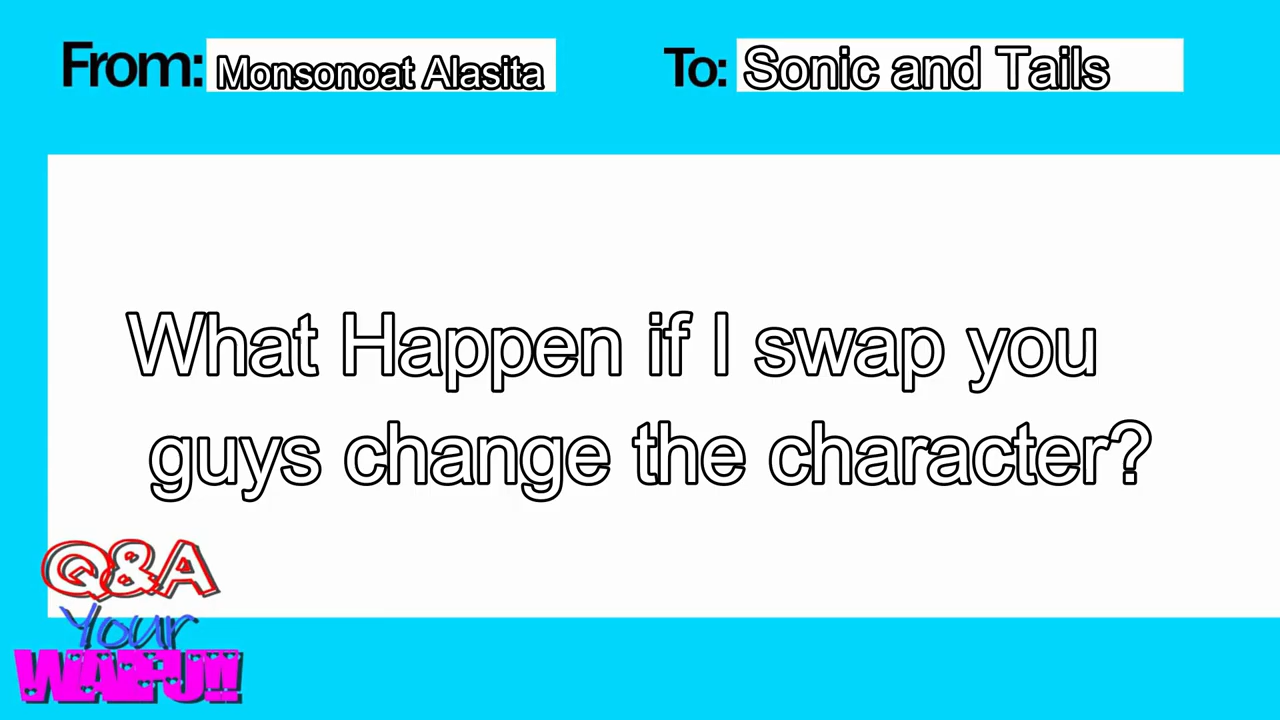 From: Monsonoat Alasita
To: Sonic and Tails
What Happen if I swap you
guys change the character?
Q&A
Your
WAIFU!!